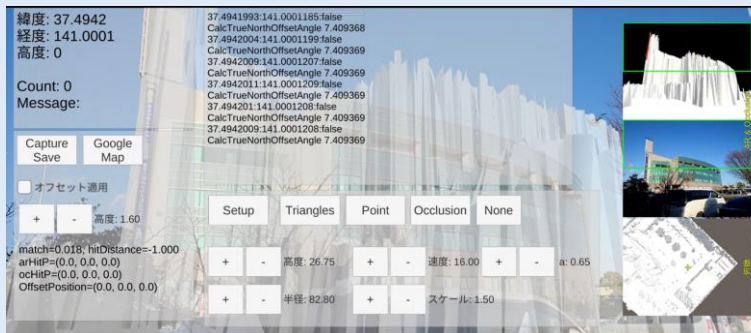 緯度: 37.4942
経度: 141.0001
高度: 0
Count: 0
Message:
37.4941993:141.0001185:false
CalcTrueNorthOffsetAngle 7.409368
37.4942004:141.0001199:false
CalcTrueNorthOffsetAngle 7.409369
37.4942009:141.0001207:false
CalcTrueNorthOffsetAngle 7.409369
37.4942011:141.0001209:false
CalcTrueNorthOffsetAngle 7.409369
37.494201:141.0001208:false
CalcTrueNorthOffsetAngle 7.409369
37.4942009:141.0001208:false
CalcTrueNorthOffsetAngle 7.409369
Capture Save
Google Map
オフセット適用
+ - 高度: 1.60
match=0.018, hitDistance=-1.000
arHitP=(0.0, 0.0, 0.0)
ocHitP=(0.0, 0.0, 0.0)
OffsetPosition=(0.0, 0.0, 0.0)
Setup Triangles Point Occlusion None
+ - 高度: 26.75 + - 速度: 16.00 + - a: 0.65
+ - 半径: 82.80 + - スケール: 1.50